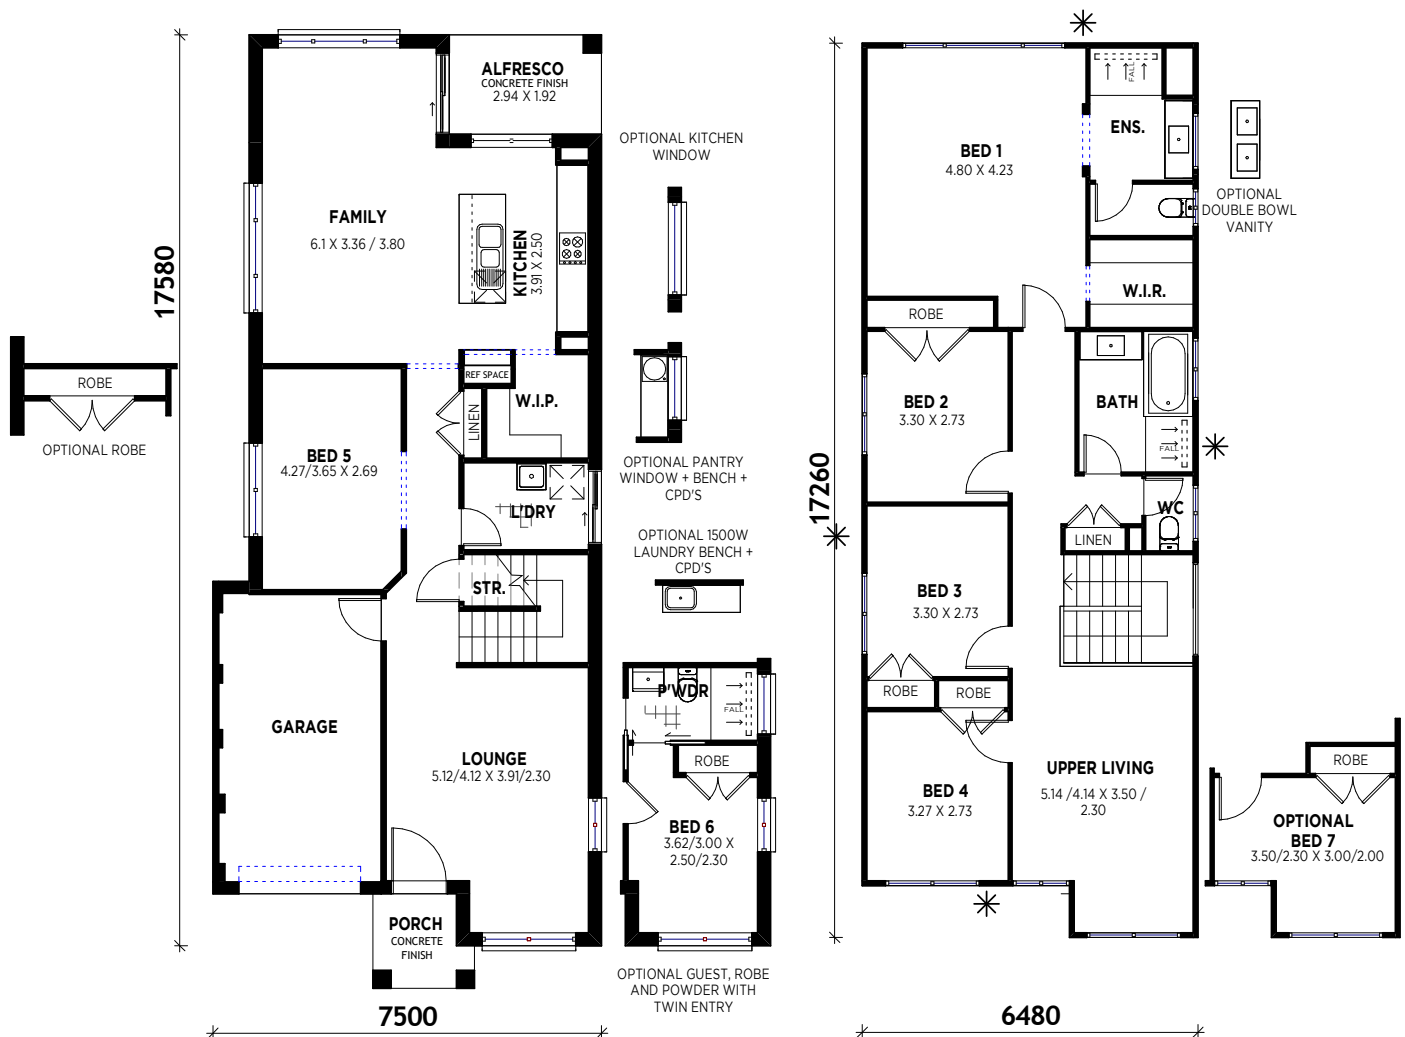 ALFRESCO
CONCRETE FINISH
2.94 X 1.92
FAMILY
6.1 X 3.36 / 3.80
KITCHEN
3.91 X 2.50
17580
REF SPACE
W.I.P.
LINEN
BED 5
4.27/3.65 X 2.69
L'DRY
STR.
GARAGE
LOUNGE
5.12/4.12 X 3.91/2.30
PORCH
CONCRETE
FINISH
7500
ROBE
OPTIONAL ROBE
OPTIONAL KITCHEN
WINDOW
OPTIONAL PANTRY
WINDOW + BENCH +
CPD'S
OPTIONAL 1500W
LAUNDRY BENCH +
CPD'S
P'WDR
FALL
ROBE
BED 6
3.62/3.00 X
2.50/2.30
OPTIONAL GUEST, ROBE
AND POWDER WITH
TWIN ENTRY
17260
BED 1
4.80 X 4.23
FALL
ENS.
W.I.R.
ROBE
BED 2
3.30 X 2.73
BATH
FALL
WC
LINEN
BED 3
3.30 X 2.73
ROBE
ROBE
BED 4
3.27 X 2.73
UPPER LIVING
5.14 /4.14 X 3.50 /
2.30
6480
OPTIONAL
DOUBLE BOWL
VANITY
ROBE
OPTIONAL
BED 7
3.50/2.30 X 3.00/2.00